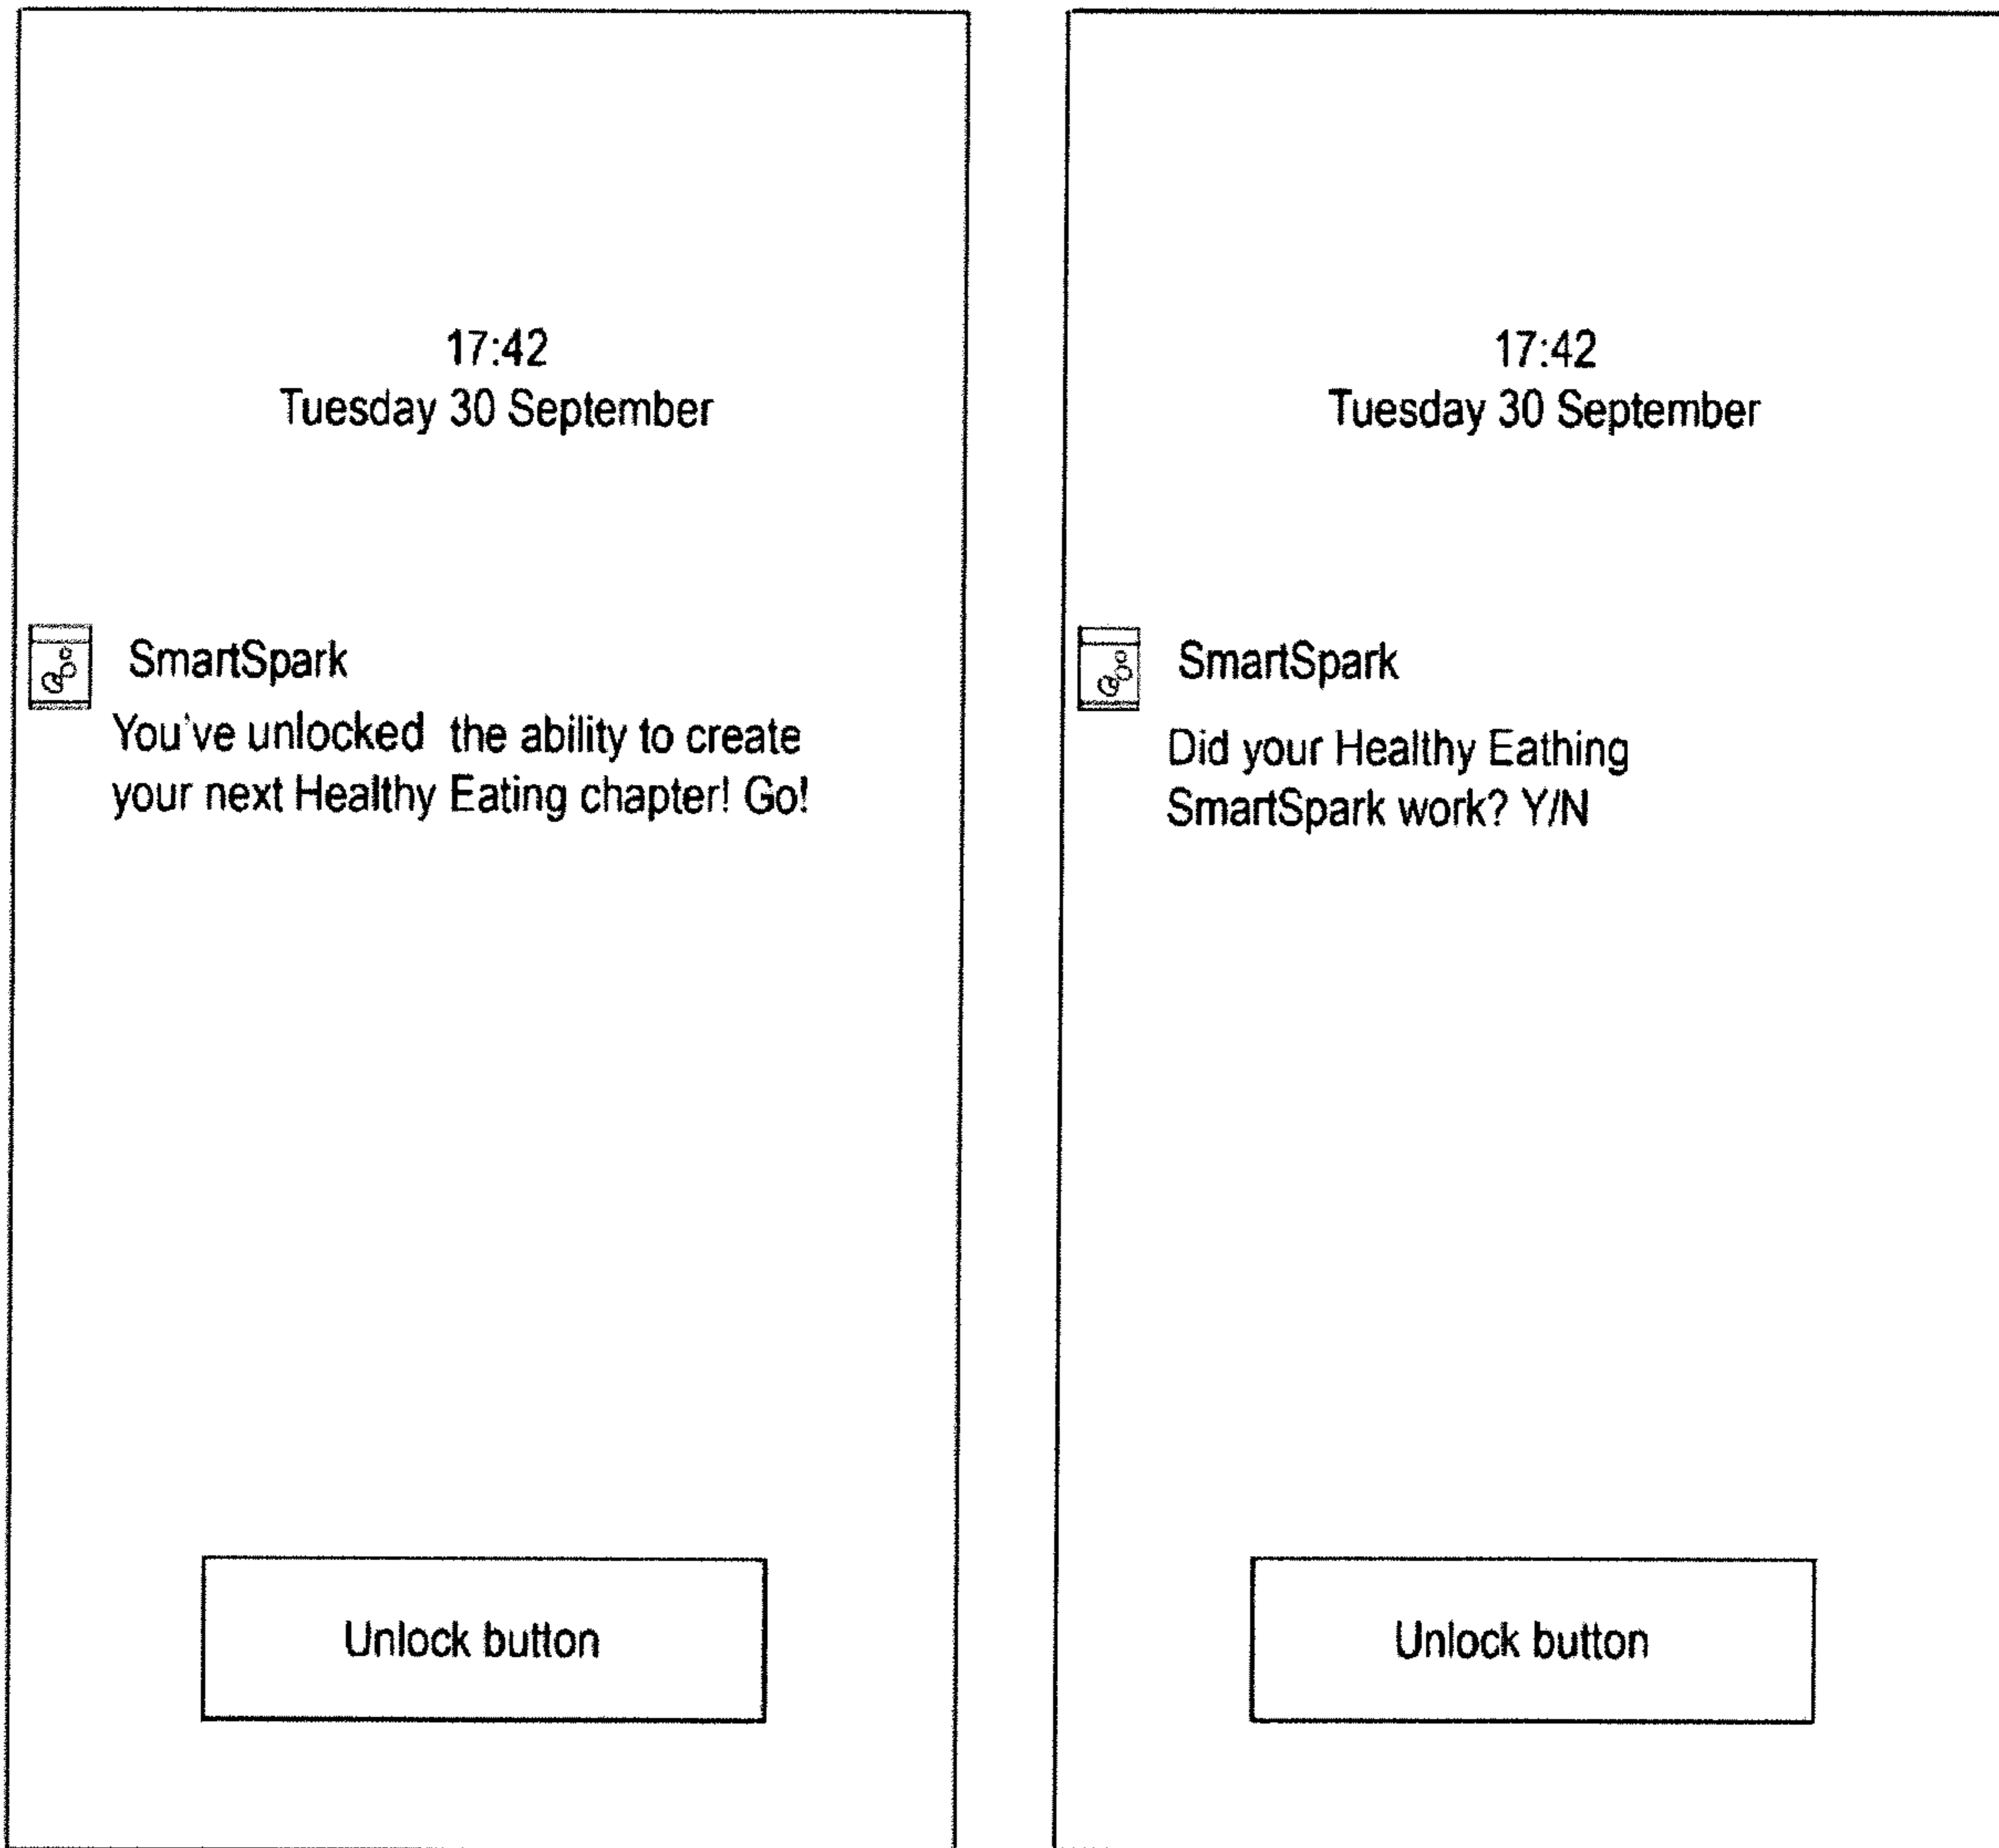 17:42
Tuesday 30 September
SmartSpark
You've unlocked the ability to create
your next Healthy Eating chapter! Go!
Unlock button
17:42
Tuesday 30 September
SmartSpark
Did your Healthy Eathing
SmartSpark work? Y/N
Unlock button